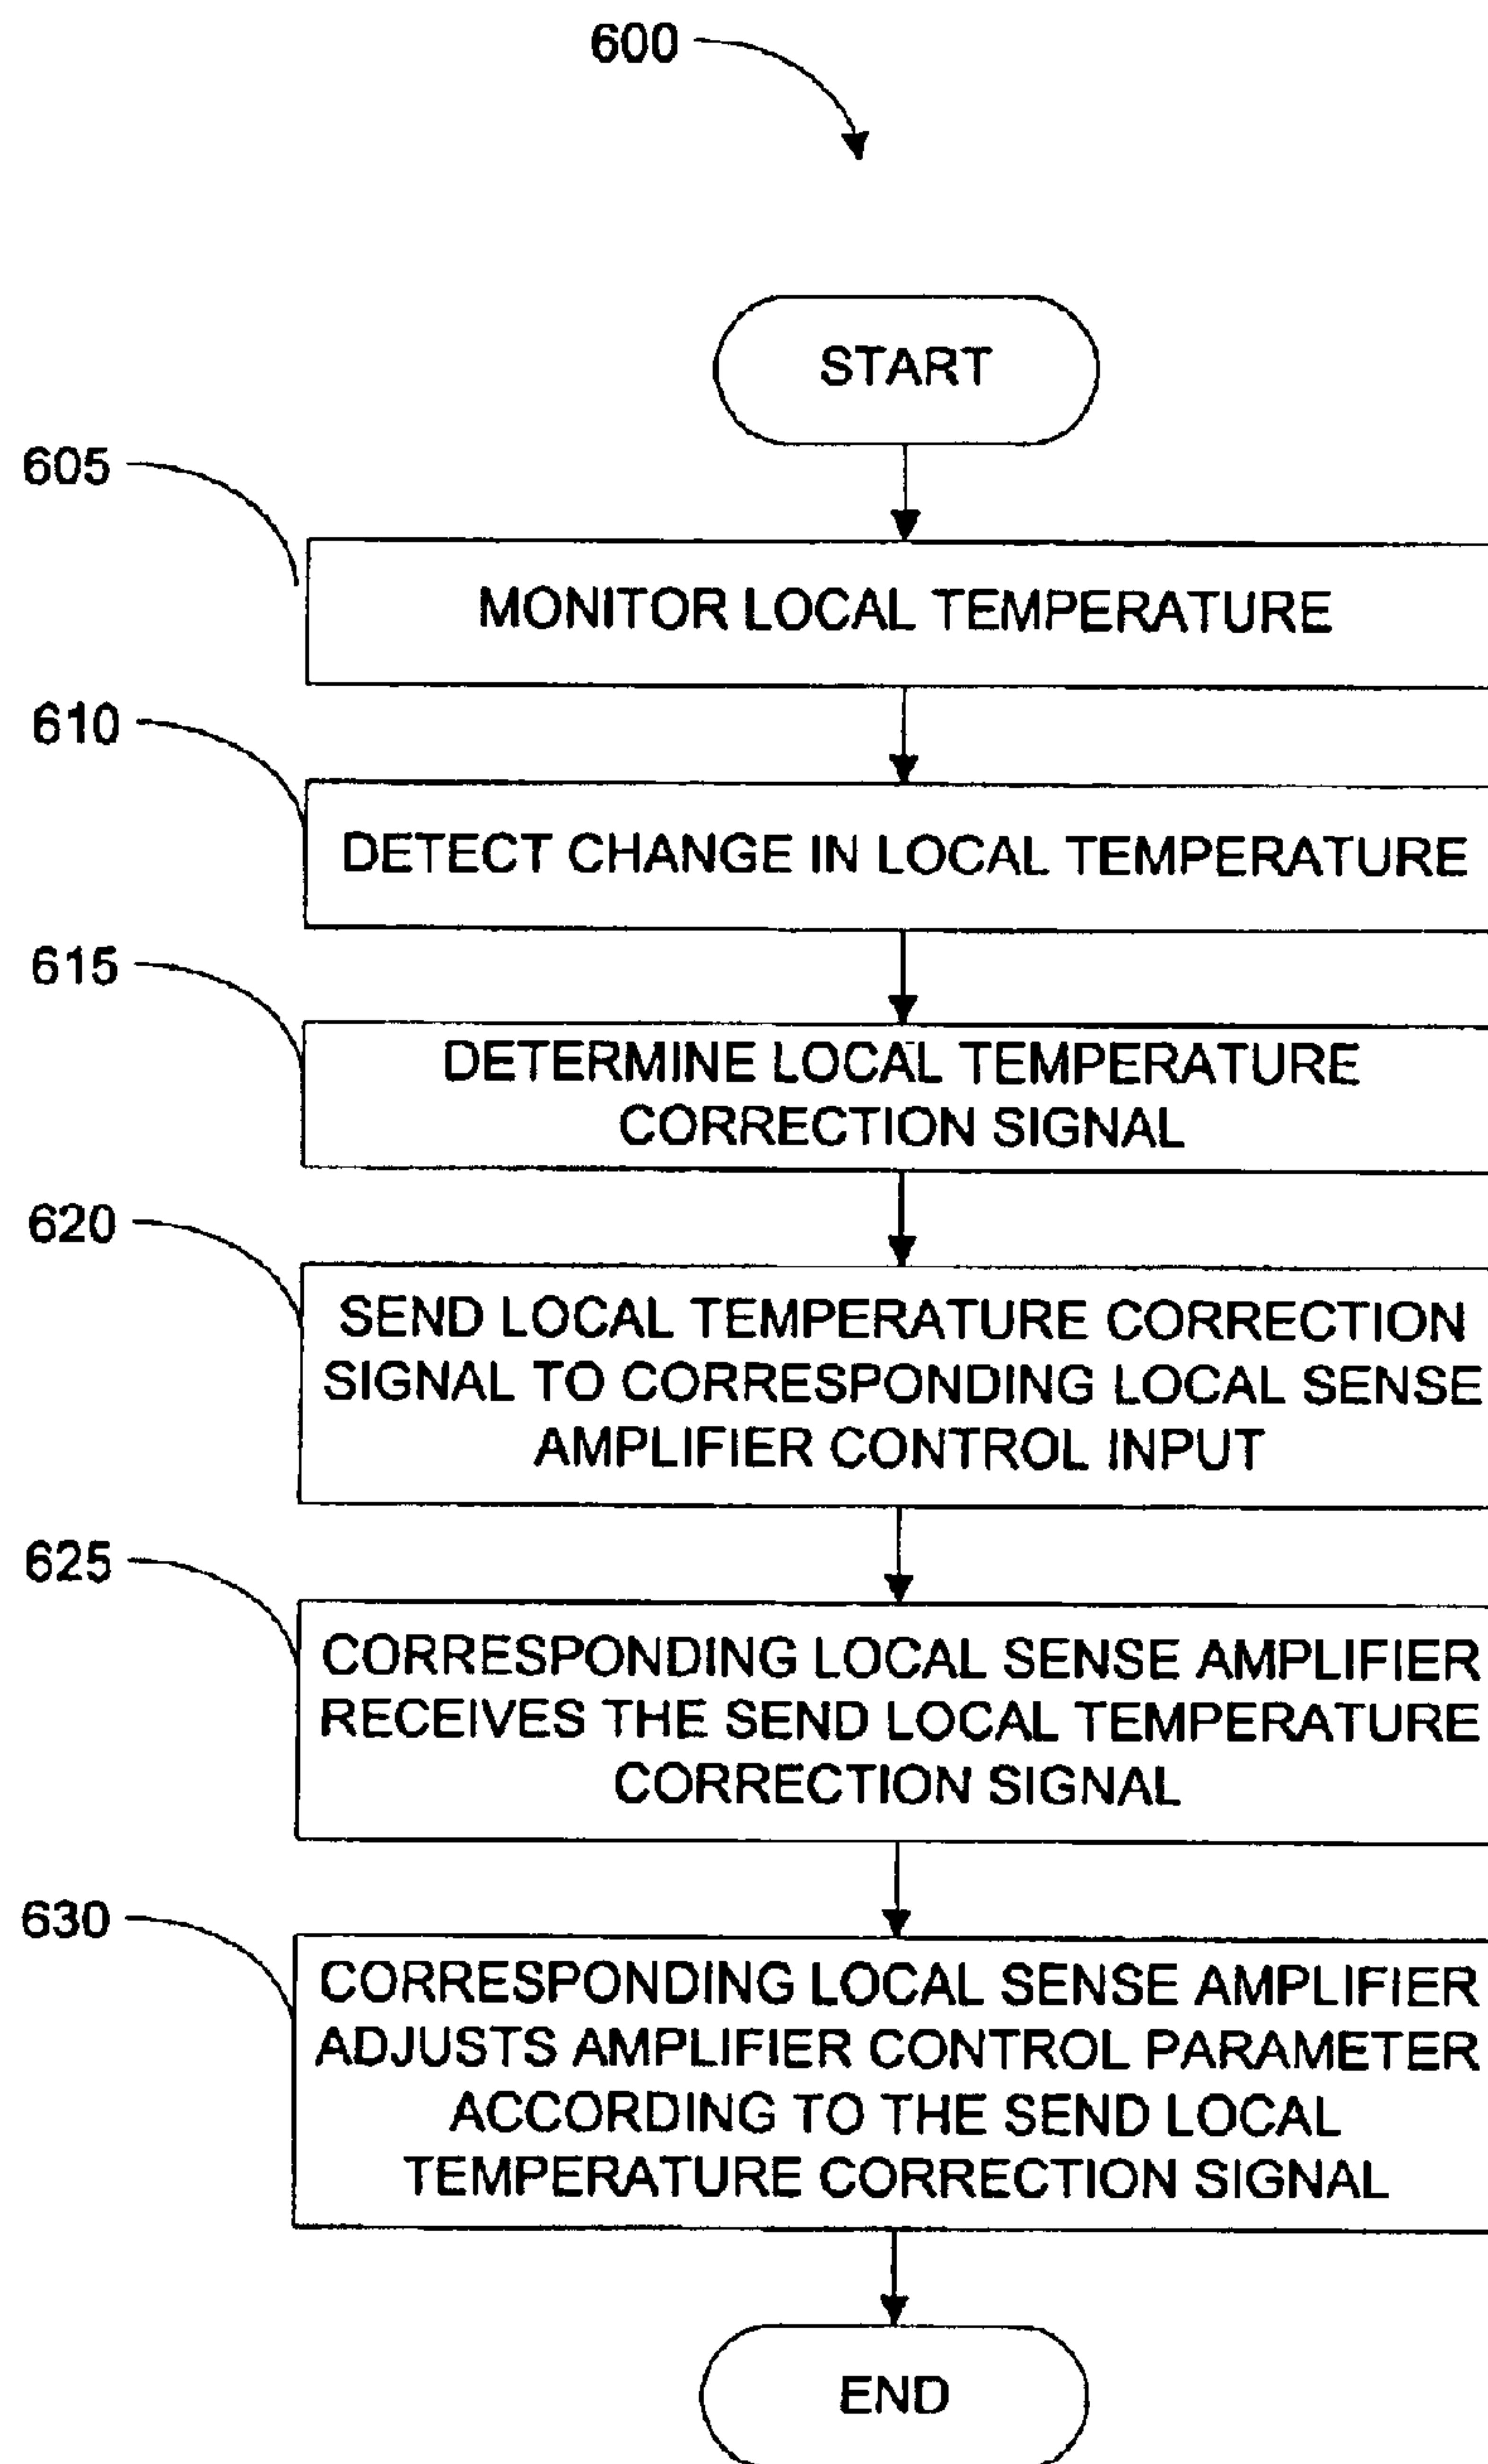 600
START
605
MONITOR LOCAL TEMPERATURE
610
DETECT CHANGE IN LOCAL TEMPERATURE
615
DETERMINE LOCAL TEMPERATURE
CORRECTION SIGNAL
620
SEND LOCAL TEMPERATURE CORRECTION
SIGNAL TO CORRESPONDING LOCAL SENSE
AMPLIFIER CONTROL INPUT
625
CORRESPONDING LOCAL SENSE AMPLIFIER
RECEIVES THE SEND LOCAL TEMPERATURE
CORRECTION SIGNAL
630
CORRESPONDING LOCAL SENSE AMPLIFIER
ADJUSTS AMPLIFIER CONTROL PARAMETER
ACCORDING TO THE SEND LOCAL
TEMPERATURE CORRECTION SIGNAL
END